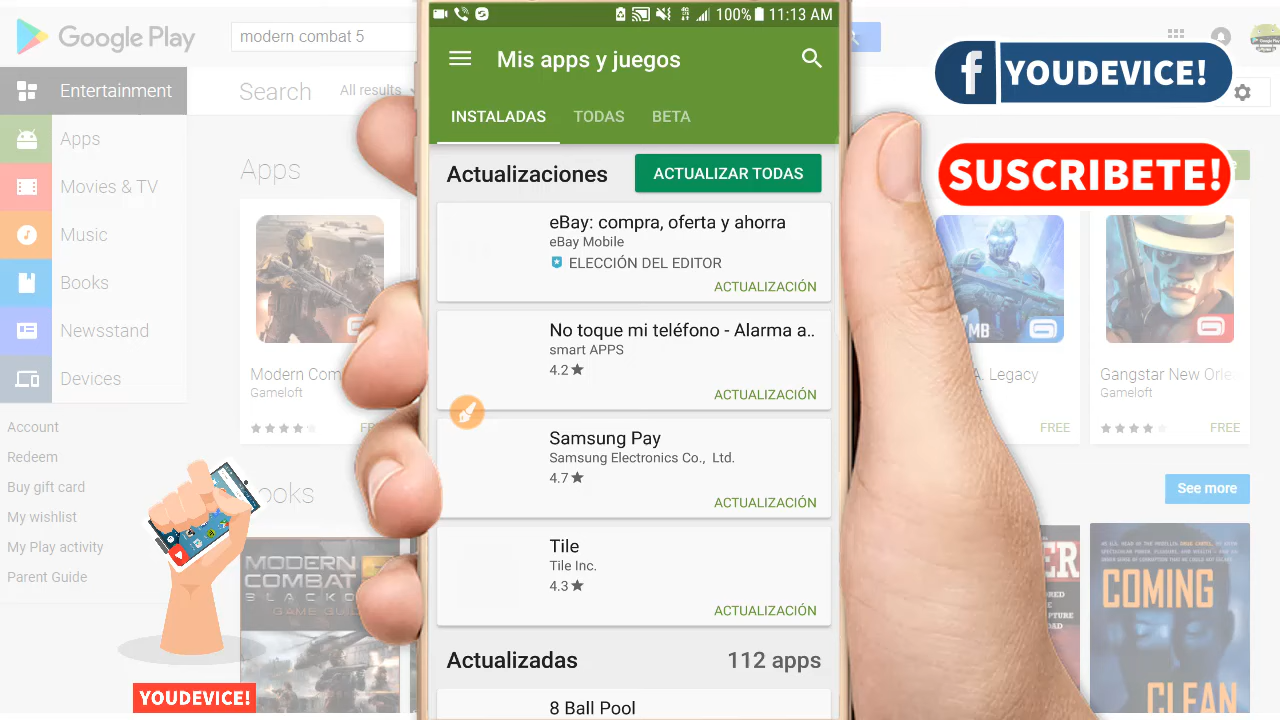 Google Play
modern combat 5
Entertainment
Search
All results
Apps
Movies & TV
Music
Books
Newsstand
Devices
Account
Redeem
Buy gift card
My wishlist
My Play activity
Parent Guide
YOUDEVICE!
Apps
Modern Com
Gameloft
MODERN
COMBAT
GAME GUID
100% 11:13 AM
Mis apps y juegos
INSTALADAS TODAS BETA
Actualizaciones ACTUALIZAR TODAS
eBay: compra, oferta y ahorra
eBay Mobile
ELECCIÓN DEL EDITOR
ACTUALIZACIÓN
No toque mi teléfono - Alarma a..
smart APPS
4.2
ACTUALIZACIÓN
Samsung Pay
Samsung Electronics Co., Ltd.
4.7
ACTUALIZACIÓN
Tile
Tile Inc.
4.3
ACTUALIZACIÓN
Actualizadas 112 apps
8 Ball Pool
f YOUDEVICE!
SUSCRIBETE!
MB
Legacy
FREE
Gangstar New Orle
Gameloft
FREE
See more
COMING
CLEAN